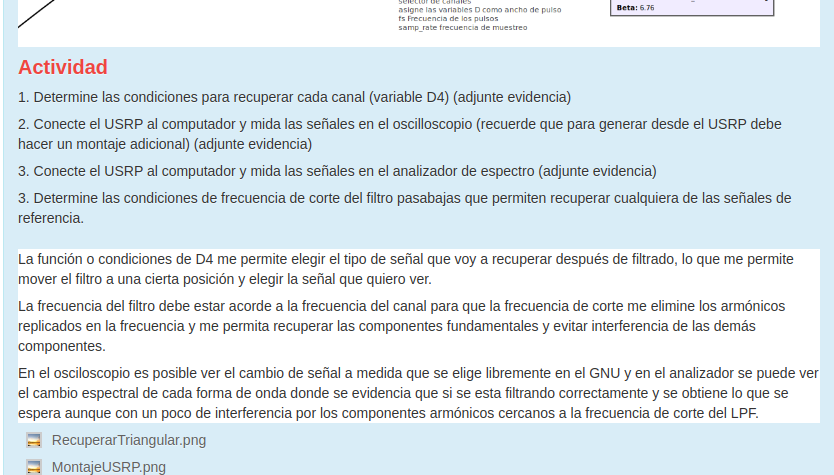 selector de canales
asigne las variables D como ancho de pulso
fs Frecuencia de los pulsos
samp_rate frecuencia de muestreo
Beta: 6.76
Actividad
1. Determine las condiciones para recuperar cada canal (variable D4) (adjunte evidencia)
2. Conecte el USRP al computador y mida las señales en el oscilloscopio (recuerde que para generar desde el USRP debe
hacer un montaje adicional) (adjunte evidencia)
3. Conecte el USRP al computador y mida las señales en el analizador de espectro (adjunte evidencia)
3. Determine las condiciones de frecuencia de corte del filtro pasabajas que permiten recuperar cualquiera de las señales de
referencia.
La función o condiciones de D4 me permite elegir el tipo de señal que voy a recuperar después de filtrado, lo que me permite
mover el filtro a una cierta posición y elegir la señal que quiero ver.
La frecuencia del filtro debe estar acorde a la frecuencia del canal para que la frecuencia de corte me elimine los armónicos
replicados en la frecuencia y me permita recuperar las componentes fundamentales y evitar interferencia de las demás
componentes.
En el osciloscopio es posible ver el cambio de señal a medida que se elige libremente en el GNU y en el analizador se puede ver
el cambio espectral de cada forma de onda donde se evidencia que si se esta filtrando correctamente y se obtiene lo que se
espera aunque con un poco de interferencia por los componentes armónicos cercanos a la frecuencia de corte del LPF.
RecuperarTriangular.png
MontajeUSRP.png